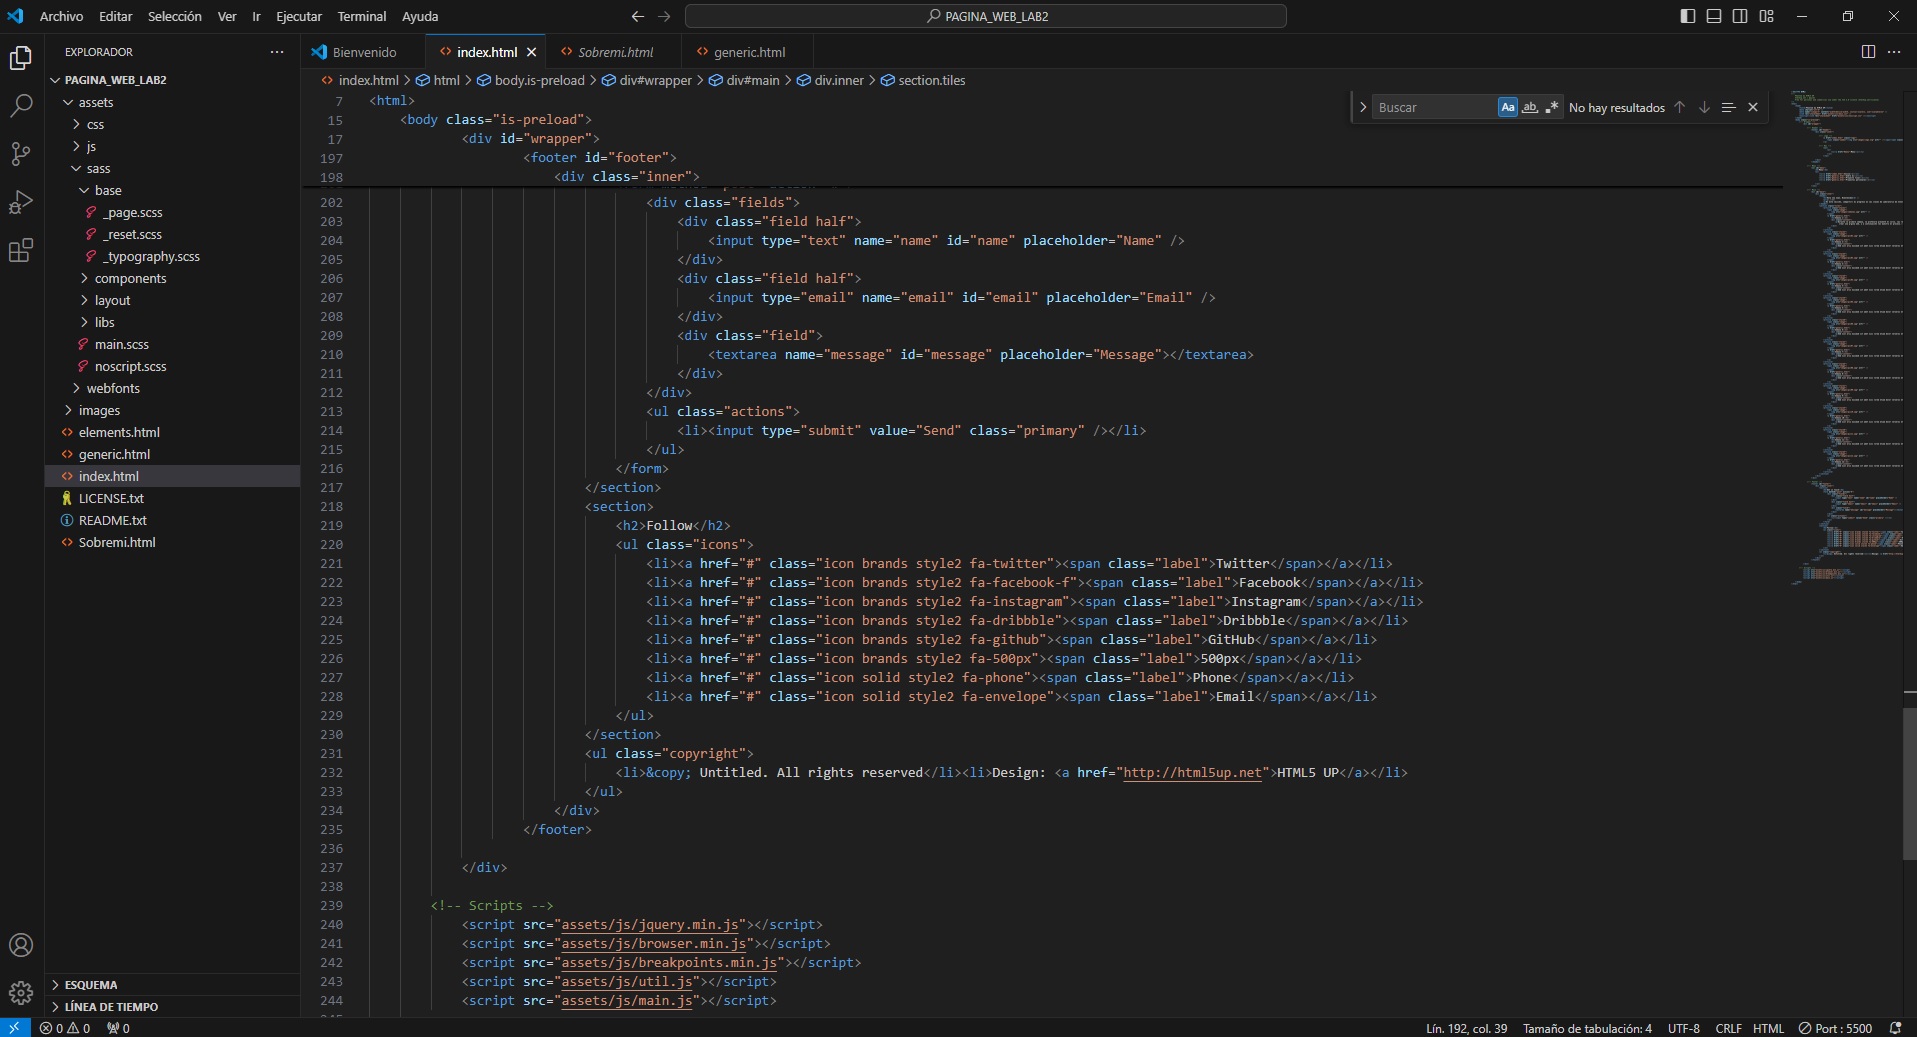 Archivo Editar Selección Ver Ir Ejecutar Terminal Ayuda
PAGINA_WEB_LAB2
EXPLORADOR
PAGINA_WEB_LAB2
assets
css
js
sass
base
_page.scss
_reset.scss
_typography.scss
components
layout
libs
main.scss
noscript.scss
webfonts
images
elements.html
generic.html
index.html
LICENSE.txt
README.txt
Sobremi.html
ESQUEMA
LÍNEA DE TIEMPO
Bienvenido index.html Sobremi.html generic.html
index.html > html > body.is-preload > div#wrapper > div#main > div.inner > section.tiles
Buscar Aa ab No hay resultados
7 <html>
15 <body class="is-preload">
17 <div id="wrapper">
197 <footer id="footer">
198 <div class="inner">
202 <div class="fields">
203 <div class="field half">
204 <input type="text" name="name" id="name" placeholder="Name" />
205 </div>
206 <div class="field half">
207 <input type="email" name="email" id="email" placeholder="Email" />
208 </div>
209 <div class="field">
210 <textarea name="message" id="message" placeholder="Message"></textarea>
211 </div>
212 </div>
213 <ul class="actions">
214 <li><input type="submit" value="Send" class="primary" /></li>
215 </ul>
216 </form>
217 </section>
218 <section>
219 <h2>Follow</h2>
220 <ul class="icons">
221 <li><a href="#" class="icon brands style2 fa-twitter"><span class="label">Twitter</span></a></li>
222 <li><a href="#" class="icon brands style2 fa-facebook-f"><span class="label">Facebook</span></a></li>
223 <li><a href="#" class="icon brands style2 fa-instagram"><span class="label">Instagram</span></a></li>
224 <li><a href="#" class="icon brands style2 fa-dribbble"><span class="label">Dribbble</span></a></li>
225 <li><a href="#" class="icon brands style2 fa-github"><span class="label">GitHub</span></a></li>
226 <li><a href="#" class="icon brands style2 fa-500px"><span class="label">500px</span></a></li>
227 <li><a href="#" class="icon solid style2 fa-phone"><span class="label">Phone</span></a></li>
228 <li><a href="#" class="icon solid style2 fa-envelope"><span class="label">Email</span></a></li>
229 </ul>
230 </section>
231 <ul class="copyright">
232 <li>&copy; Untitled. All rights reserved</li><li>Design: <a href="http://html5up.net">HTML5 UP</a></li>
233 </ul>
234 </div>
235 </footer>
236
237 </div>
238
239 <!-- Scripts -->
240 <script src="assets/js/jquery.min.js"></script>
241 <script src="assets/js/browser.min.js"></script>
242 <script src="assets/js/breakpoints.min.js"></script>
243 <script src="assets/js/util.js"></script>
244 <script src="assets/js/main.js"></script>
0 0 0 Lín. 192, col. 39 Tamaño de tabulación: 4 UTF-8 CRLF HTML Port : 5500